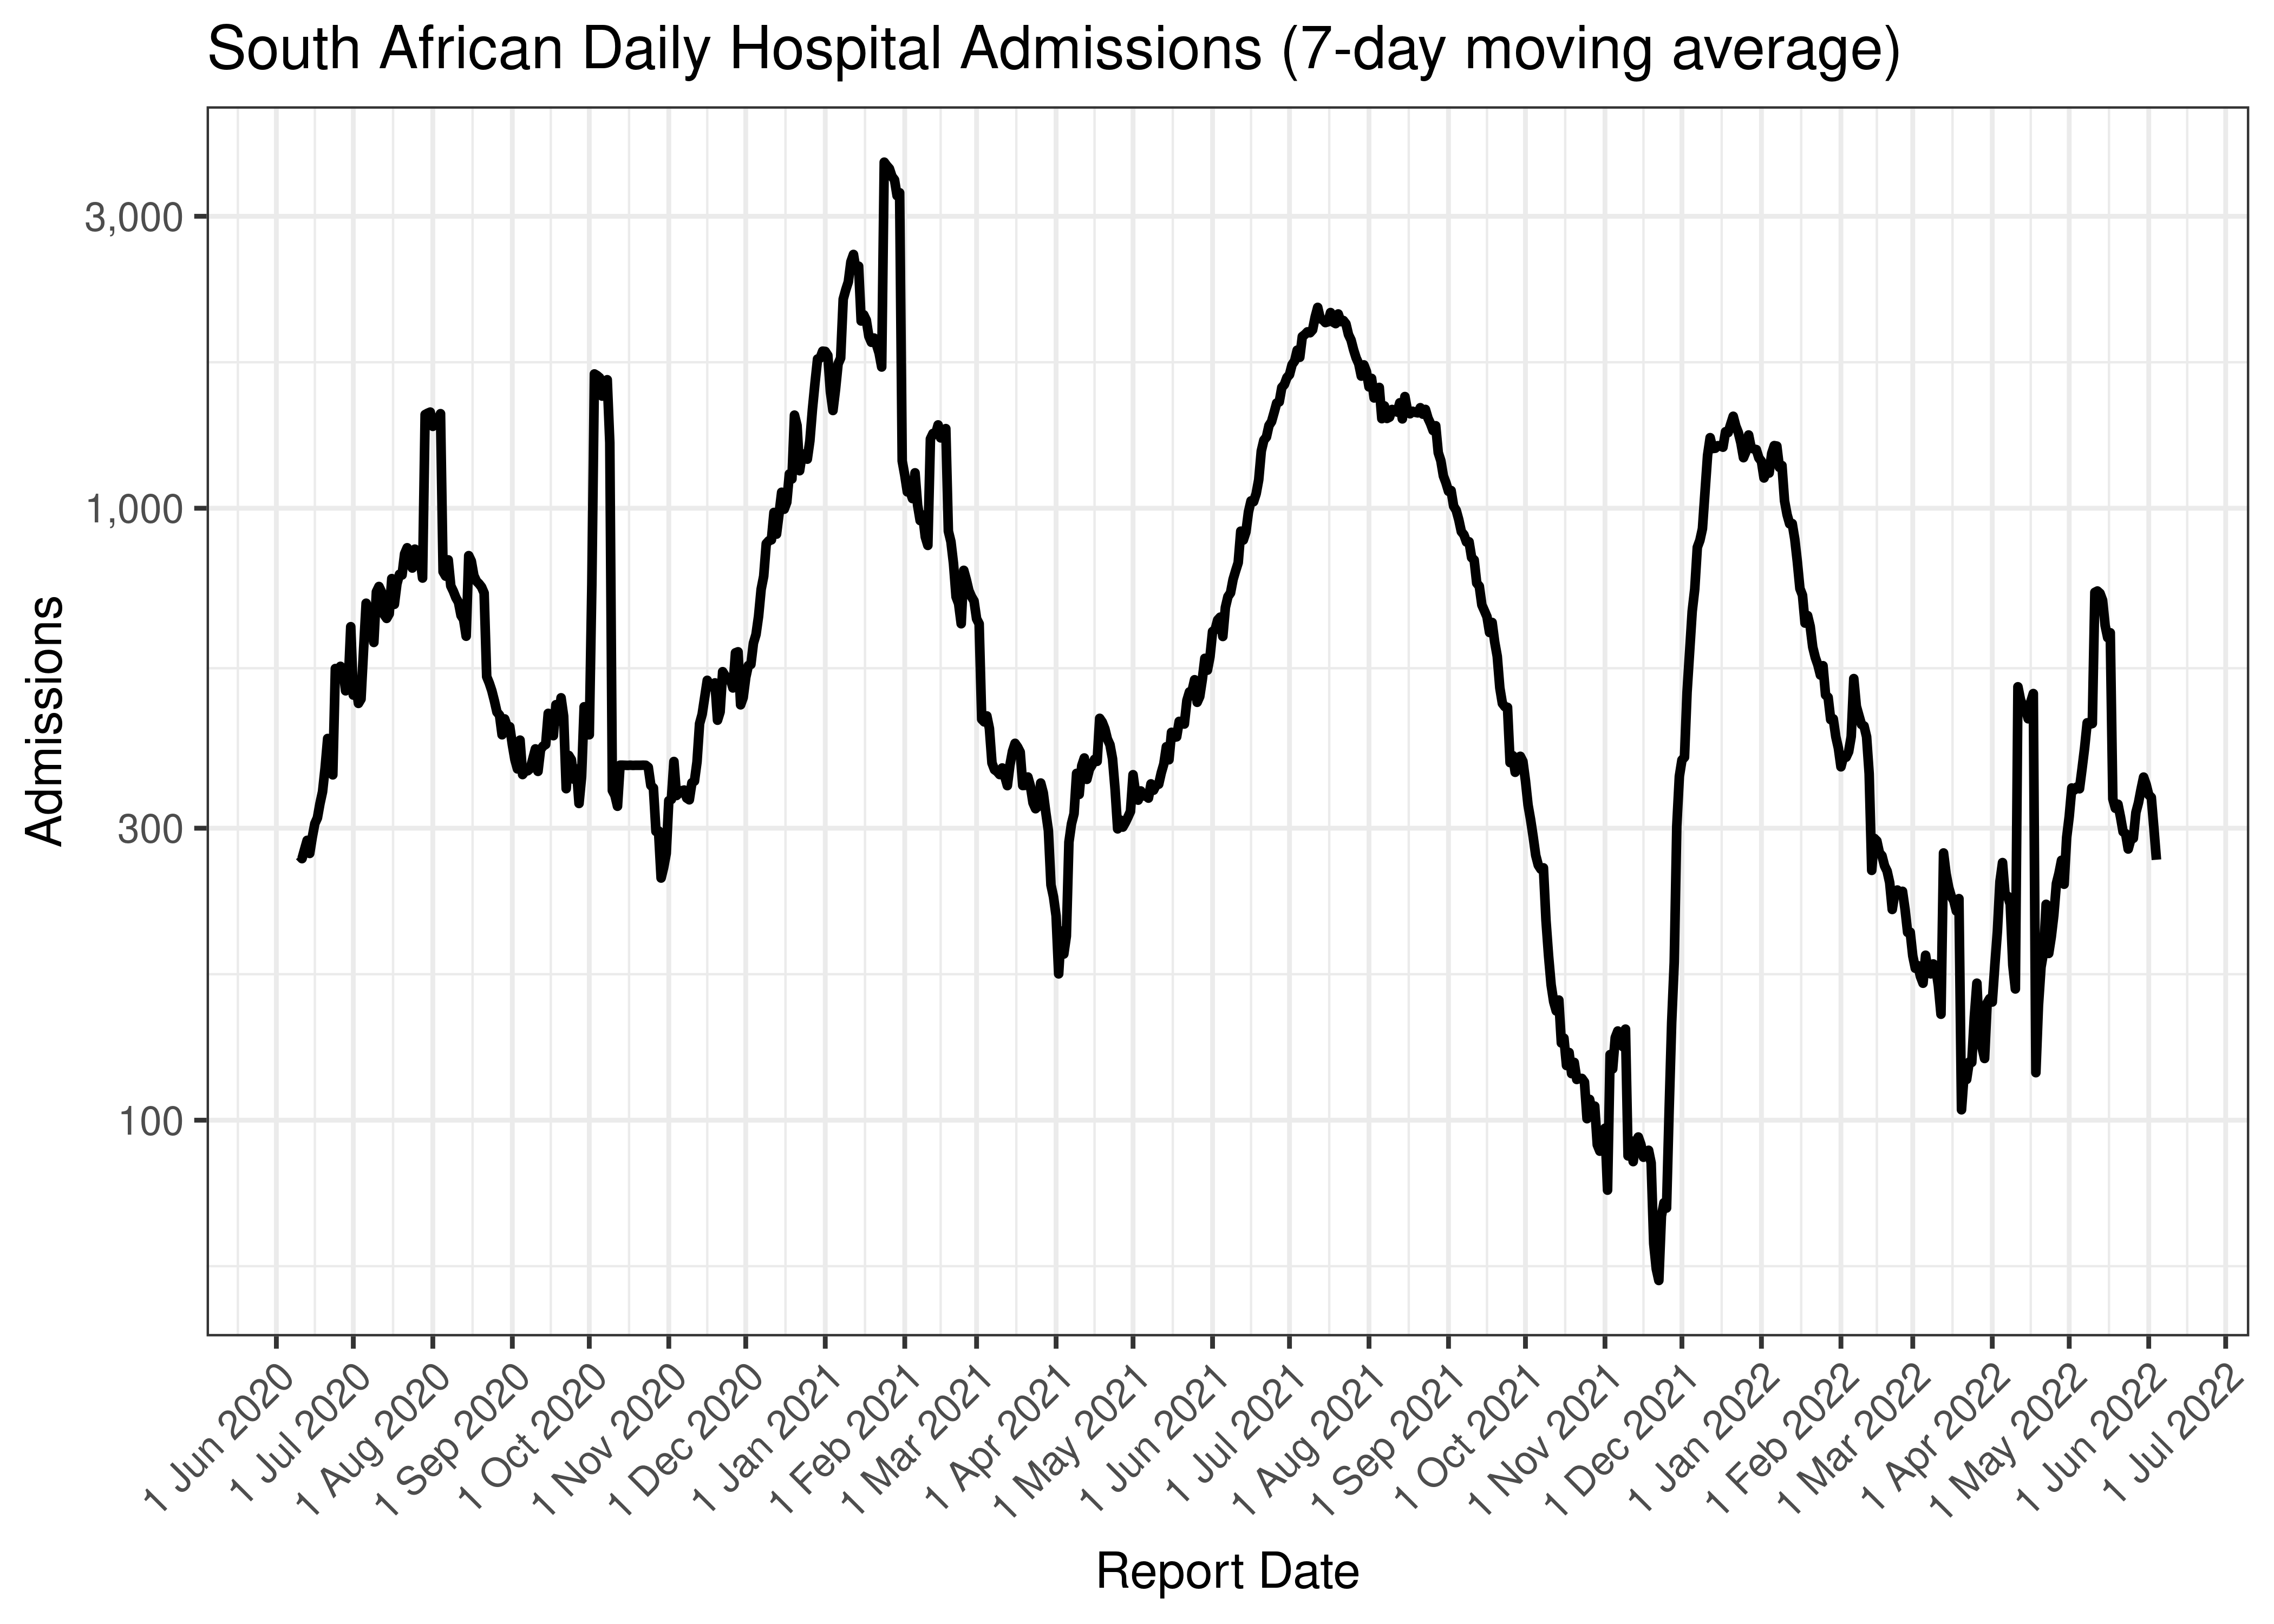 South African Daily Hospital Admissions (7-day moving average)
Admissions
3,000
1,000
300
100
1 Jun 2020
1 Jul 2020
1 Aug 2020
1 Sep 2020
1 Oct 2020
1 Nov 2020
1 Dec 2020
1 Jan 2021
1 Feb 2021
1 Mar 2021
1 Apr 2021
1 May 2021
1 Jun 2021
1 Jul 2021
1 Aug 2021
1 Sep 2021
1 Oct 2021
1 Nov 2021
1 Dec 2021
1 Jan 2022
1 Feb 2022
1 Mar 2022
1 Apr 2022
1 May 2022
1 Jun 2022
1 Jul 2022
Report Date